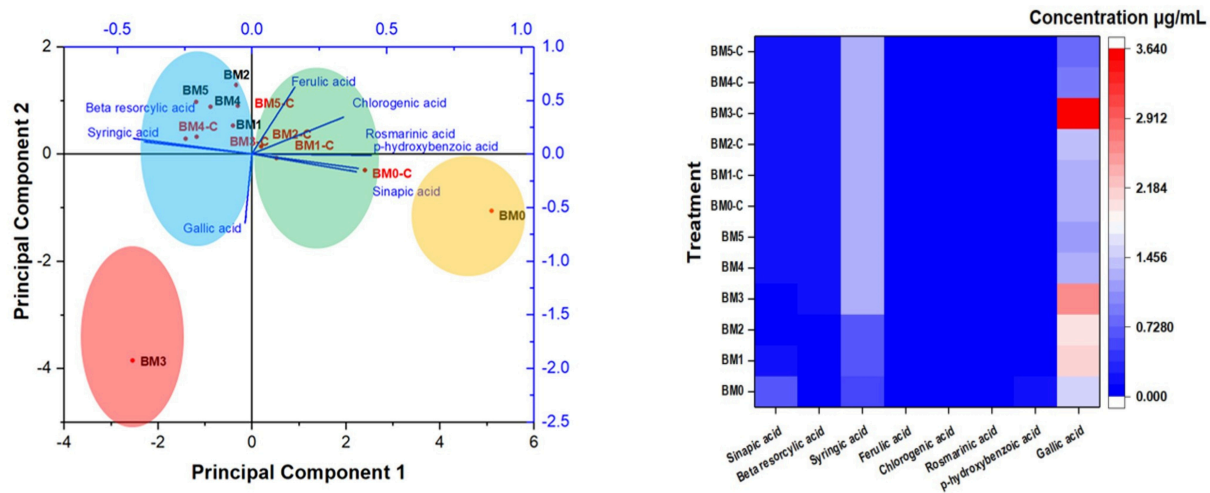 -0.5 0.0 0.5 1.0
2 1.0
BM2
Ferulic acid
BM5
Beta resorcylic acid BM4 BM5-C Chlorogenic acid 0.5
Syringic acid BM4-C BM1 BM2-C Rosmarinic acid
BM1-C p-hydroxybenzoic acid
0 0.0
BM0-C
Sinapic acid
-0.5
Gallic acid BM0
-2 -1.0
-1.5
-4 BM3 -2.0
-2.5
-4 -2 0 2 4 6
Principal Component 1
Principal Component 2
Concentration µg/mL
BM5-C
BM4-C
BM3-C
BM2-C
BM1-C
BM0-C
BM5
BM4
BM3
BM2
BM1
BM0
Treatment
3.640
2.912
2.184
1.456
0.7280
0.000
Sinapic acid
Beta resorcylic acid
Syringic acid
Ferulic acid
Chlorogenic acid
Rosmarinic acid
p-hydroxybenzoic acid
Gallic acid